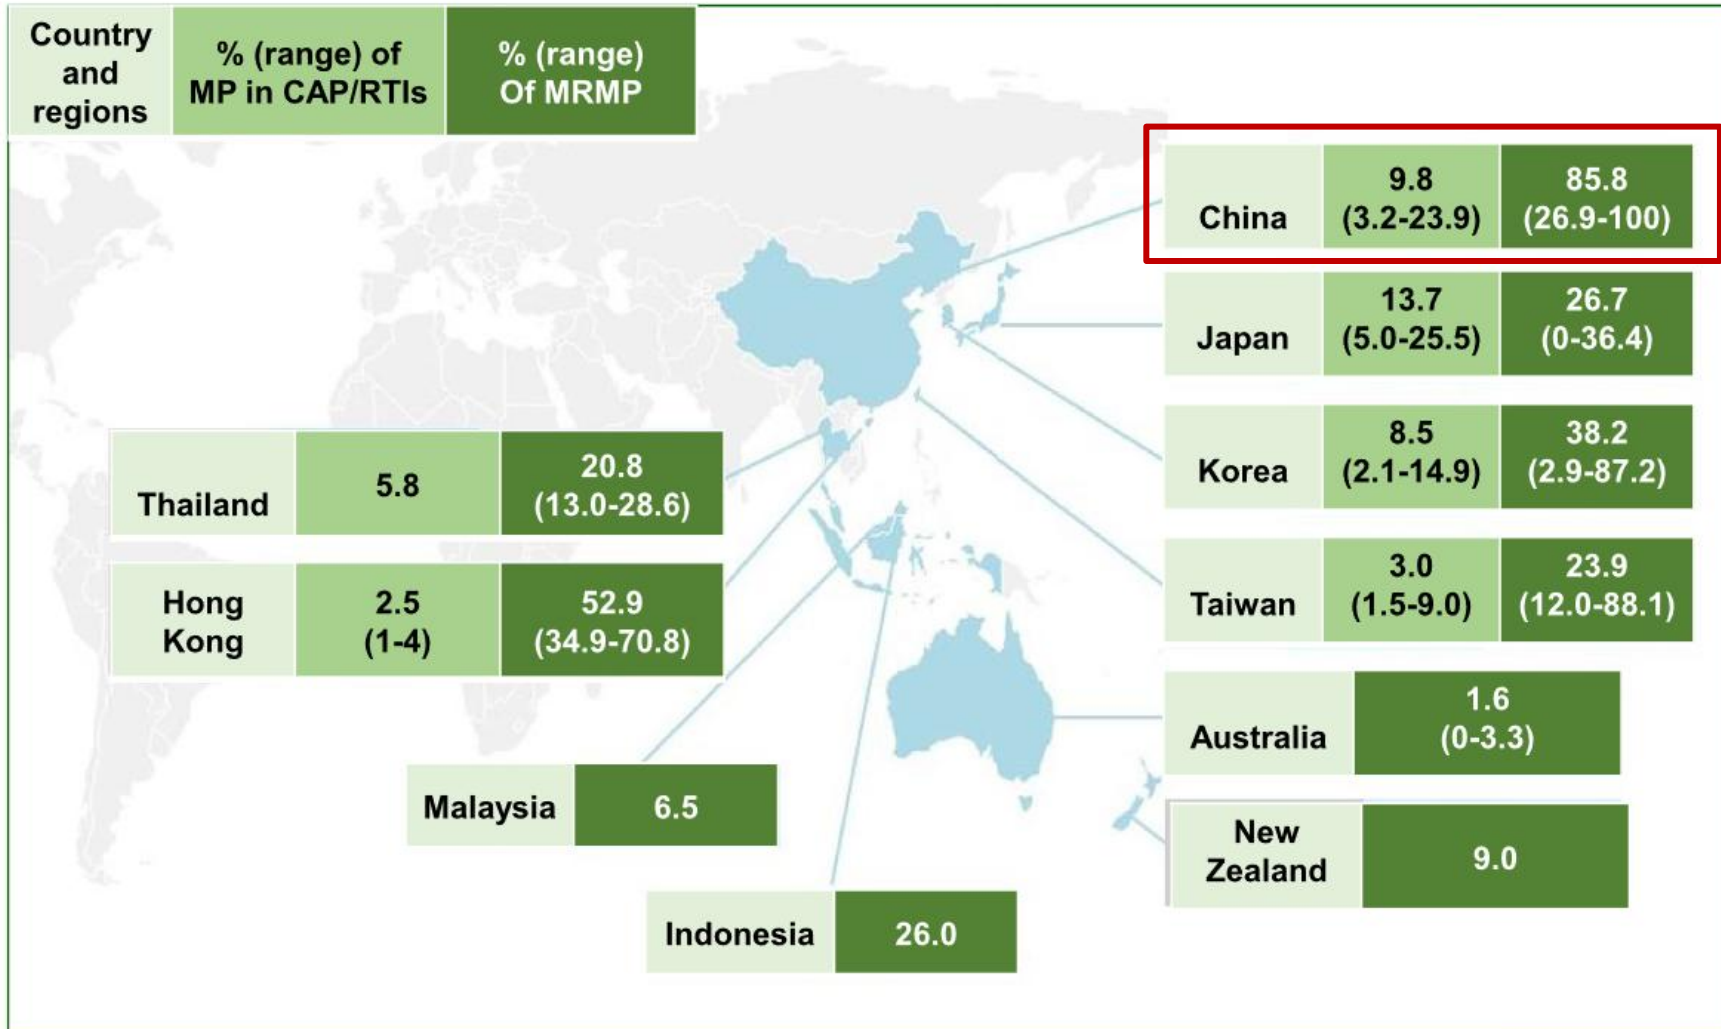 Country
and
regions
% (range) of
MP in CAP/RTIs
% (range)
Of MRMP
China
9.8
(3.2-23.9)
85.8
(26.9-100)
Japan
13.7
(5.0-25.5)
26.7
(0-36.4)
Korea
8.5
(2.1-14.9)
38.2
(2.9-87.2)
Taiwan
3.0
(1.5-9.0)
23.9
(12.0-88.1)
Australia
1.6
(0-3.3)
New
Zealand
9.0
Thailand
5.8
20.8
(13.0-28.6)
Hong
Kong
2.5
(1-4)
52.9
(34.9-70.8)
Malaysia
6.5
Indonesia
26.0